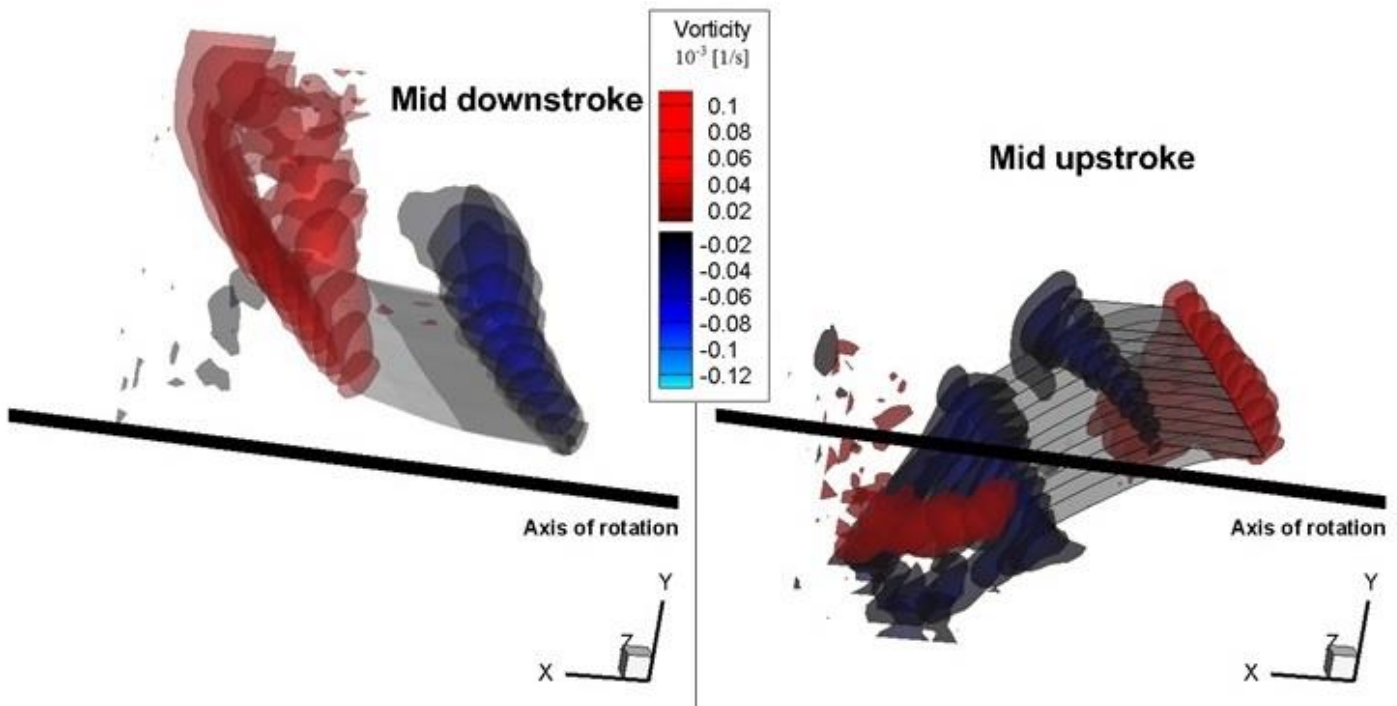 Mid downstroke
Vorticity
10⁻³ [1/s]
0.1
0.08
0.06
0.04
0.02
-0.02
-0.04
-0.06
-0.08
-0.1
-0.12
Mid upstroke
Axis of rotation
Y
Z
X
Axis of rotation
Y
Z
X